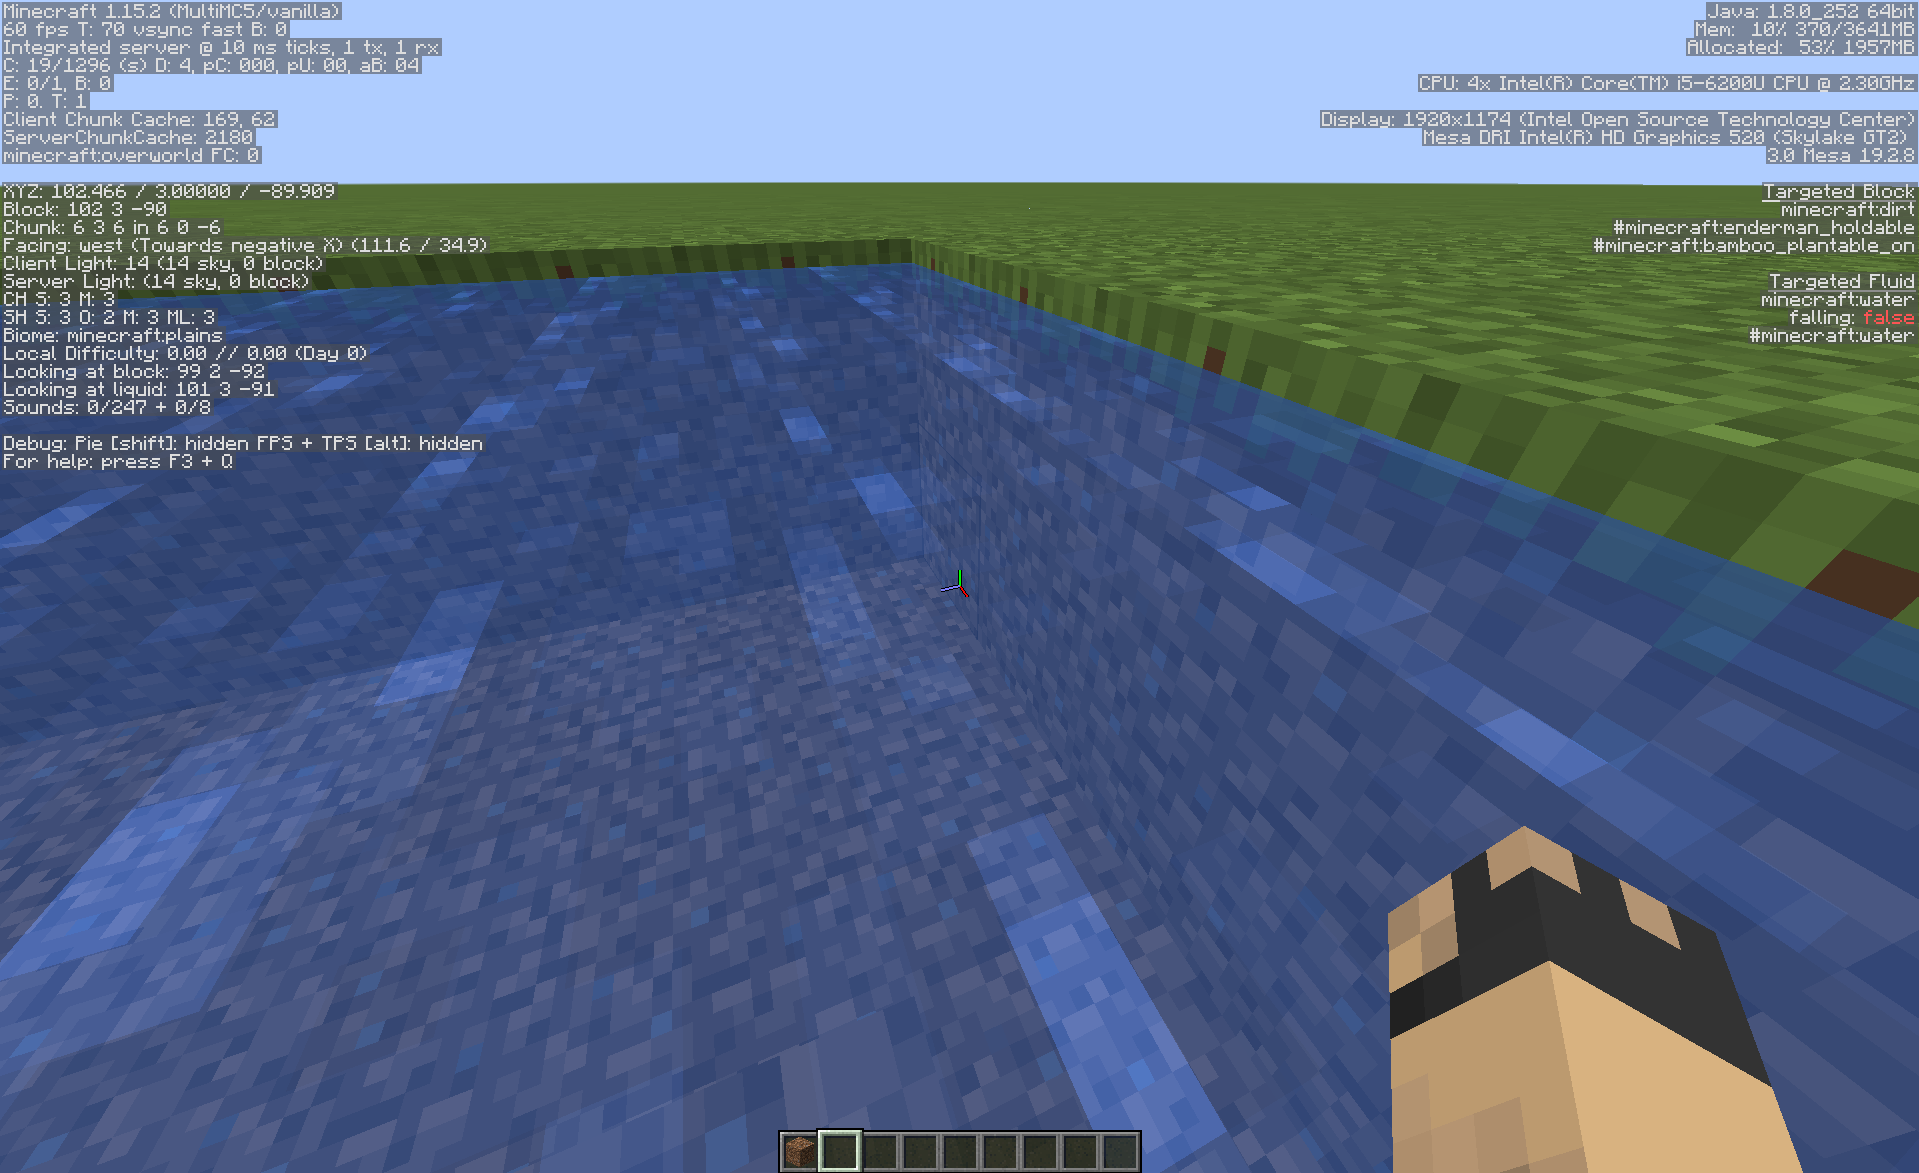 Minecraft 1.15.2 (MultiMC5/vanilla)
60 fps T: 70 vsync fast B: 0
Integrated server @ 10 ms ticks, 1 tx, 1 rx
C: 19/1296 (s) D: 4, pC: 000, pU: 00, aB: 04
E: 0/1, B: 0
P: 0. T: 1
Client Chunk Cache: 169, 62
ServerChunkCache: 2180
minecraft:overworld FC: 0
XYZ: 102.466 / 3.00000 / -89.909
Block: 102 3 -90
Chunk: 6 3 6 in 6 0 -6
Facing: west (Towards negative X) (111.6 / 34.9)
Client Light: 14 (14 sky, 0 block)
Server Light: (14 sky, 0 block)
CH S: 3 M: 3
SH S: 3 O: 2 M: 3 ML: 3
Biome: minecraft:plains
Local Difficulty: 0.00 // 0.00 (Day 0)
Looking at block: 99 2 -92
Looking at liquid: 101 3 -91
Sounds: 0/247 + 0/8
Debug: Pie [shift]: hidden FPS + TPS [alt]: hidden
For help: press F3 + Q
Java: 1.8.0_252 64bit
Mem: 10% 370/3641MB
Allocated: 53% 1957MB
CPU: 4x Intel(R) Core(TM) i5-6200U CPU @ 2.30GHz
Display: 1920x1174 (Intel Open Source Technology Center)
Mesa DRI Intel(R) HD Graphics 520 (Skylake GT2)
3.0 Mesa 19.2.8
Targeted Block
minecraft:dirt
#minecraft:enderman_holdable
#minecraft:bamboo_plantable_on
Targeted Fluid
minecraft:water
falling: false
#minecraft:water